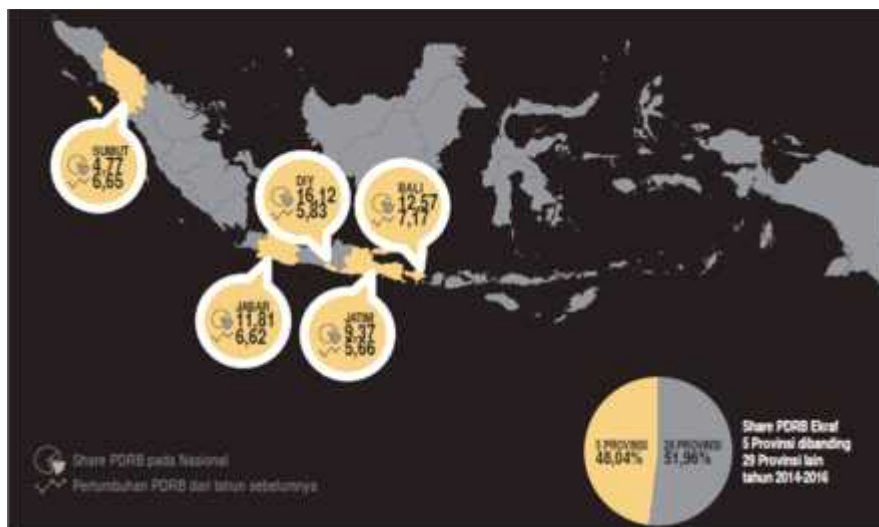 SUMUT
4,77
6,65
DIY
16,12
5,83
BALI
12,57
7,17
JABAR
11,81
6,62
JATIM
9,37
5,66
Share PDRB pada Nasional
Pertumbuhan PDRB dari tahun sebelumnya
5 PROVINSI
48,04%
29 PROVINSI
51,96%
Share PDRB Ekraf
5 Provinsi dibanding
29 Provinsi lain
tahun 2014-2016